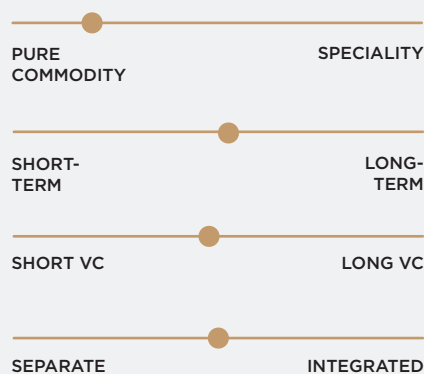 PURE
COMMODITY
SPECIALITY
SHORT-
TERM
LONG-
TERM
SHORT VC
LONG VC
SEPARATE
INTEGRATED